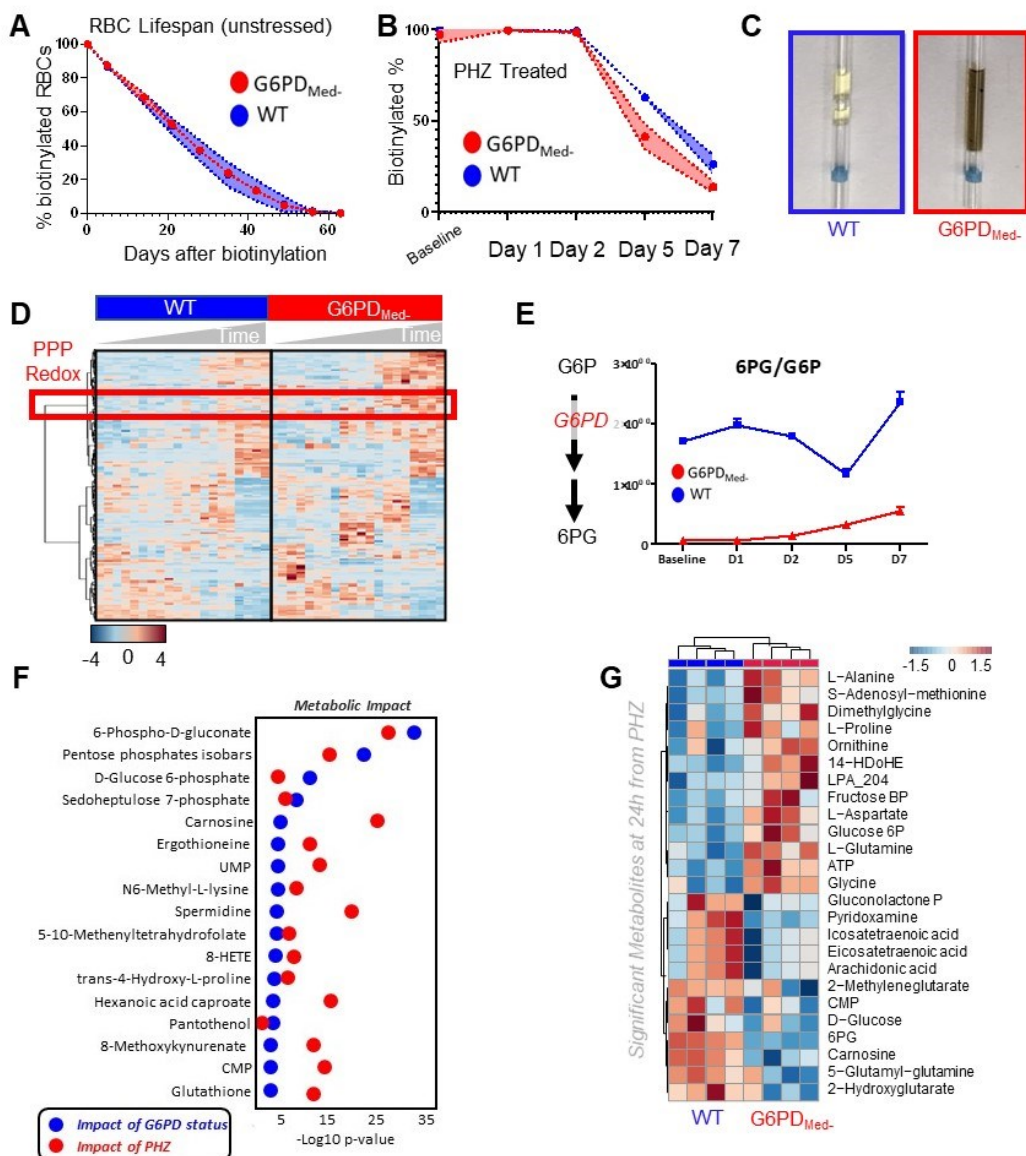 A
RBC Lifespan (unstressed)
% biotinylated RBCs
100
80
60
40
20
0
G6PDMed-
WT
0 20 40 60
Days after biotinylation
B
Biotinylated %
100
50
0
PHZ Treated
G6PDMed-
WT
Baseline Day 1 Day 2 Day 5 Day 7
C
WT G6PDMed-
D
WT G6PDMed-
Time Time
PPP
Redox
-4 0 4
E
G6P
G6PD
6PG
6PG/G6P
3×10⁰⁰
2×10⁰⁰
1×10⁰⁰
0
G6PDMed-
WT
Baseline D1 D2 D5 D7
F
Metabolic Impact
6-Phospho-D-gluconate
Pentose phosphates isobars
D-Glucose 6-phosphate
Sedoheptulose 7-phosphate
Carnosine
Ergothioneine
UMP
N6-Methyl-L-lysine
Spermidine
5-10-Methenyltetrahydrofolate
8-HETE
trans-4-Hydroxy-L-proline
Hexanoic acid caproate
Pantothenol
8-Methoxykynurenate
CMP
Glutathione
5 15 25 35
-Log10 p-value
Impact of G6PD status
Impact of PHZ
G
-1.5 0 1.5
Significant Metabolites at 24h from PHZ
L−Alanine
S−Adenosyl−methionine
Dimethylglycine
L−Proline
Ornithine
14−HDoHE
LPA_204
Fructose BP
L−Aspartate
Glucose 6P
L−Glutamine
ATP
Glycine
Gluconolactone P
Pyridoxamine
Icosatetraenoic acid
Eicosatetraenoic acid
Arachidonic acid
2−Methyleneglutarate
CMP
D−Glucose
6PG
Carnosine
5−Glutamyl−glutamine
2−Hydroxyglutarate
WT G6PDMed-